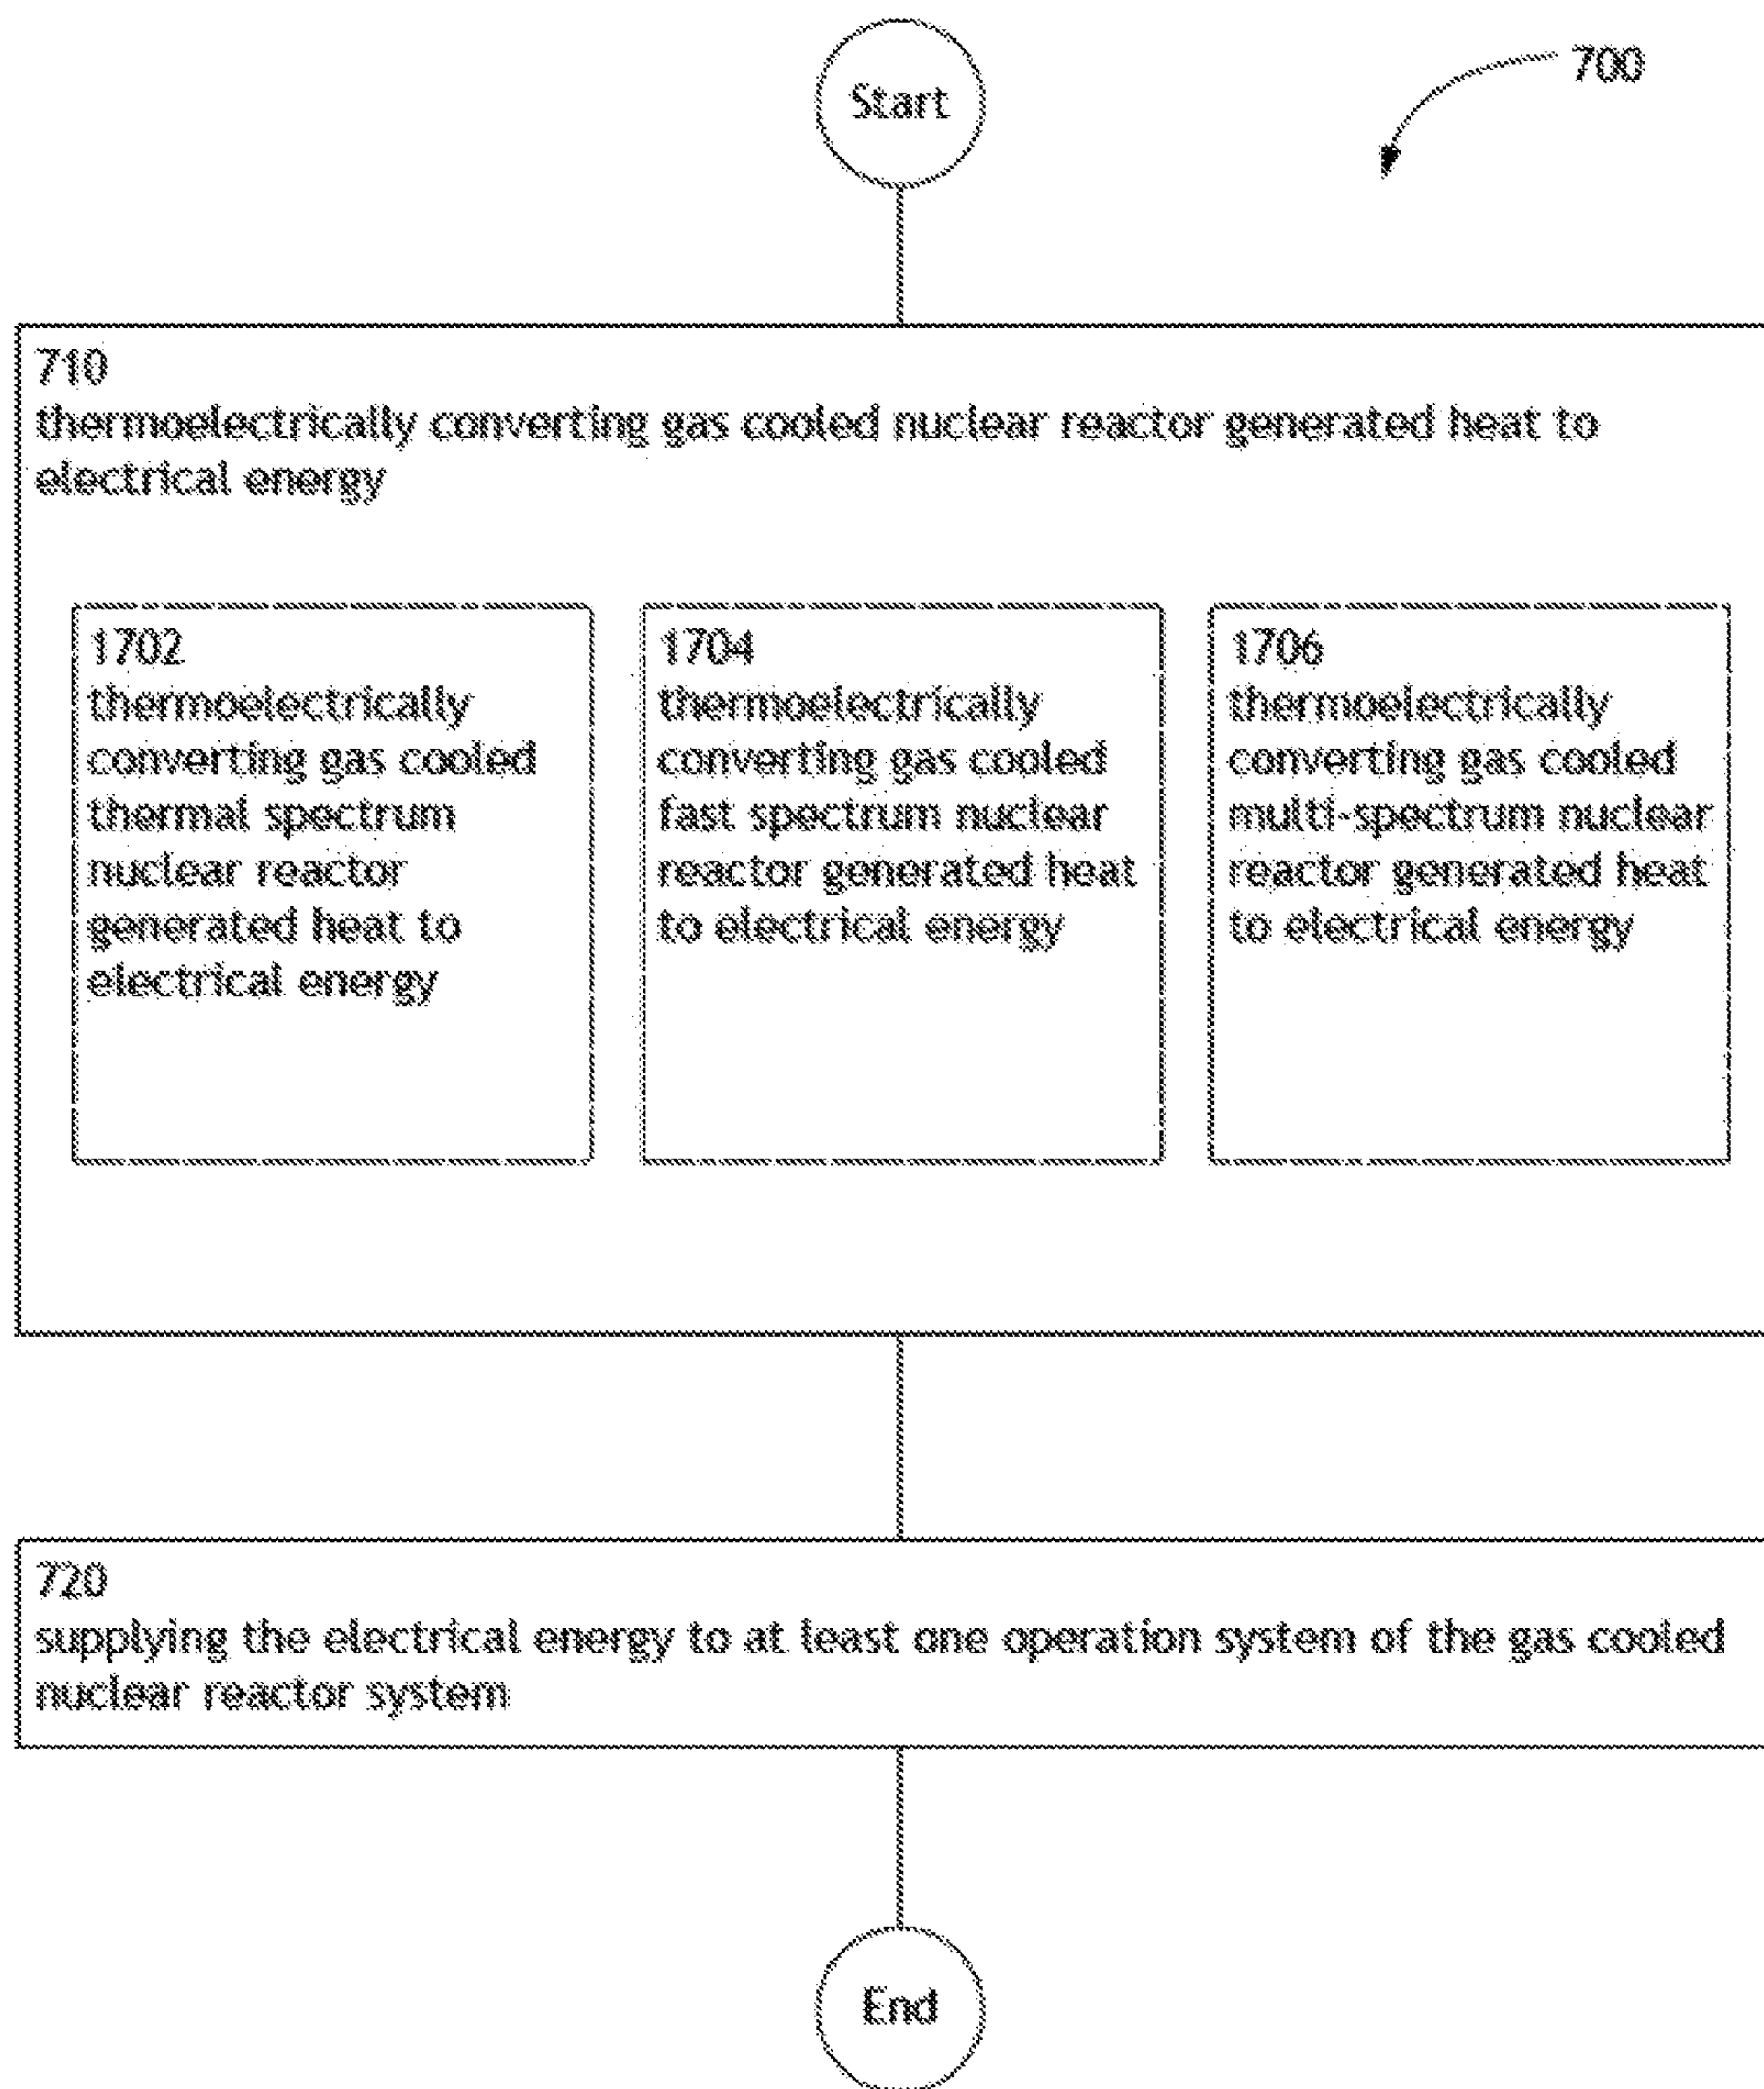 Start
700
710
thermoelectrically converting gas cooled nuclear reactor generated heat to
electrical energy
1702
thermoelectrically
converting gas cooled
thermal spectrum
nuclear reactor
generated heat to
electrical energy
1704
thermoelectrically
converting gas cooled
fast spectrum nuclear
reactor generated heat
to electrical energy
1706
thermoelectrically
converting gas cooled
multi-spectrum nuclear
reactor generated heat
to electrical energy
720
supplying the electrical energy to at least one operation system of the gas cooled
nuclear reactor system
End